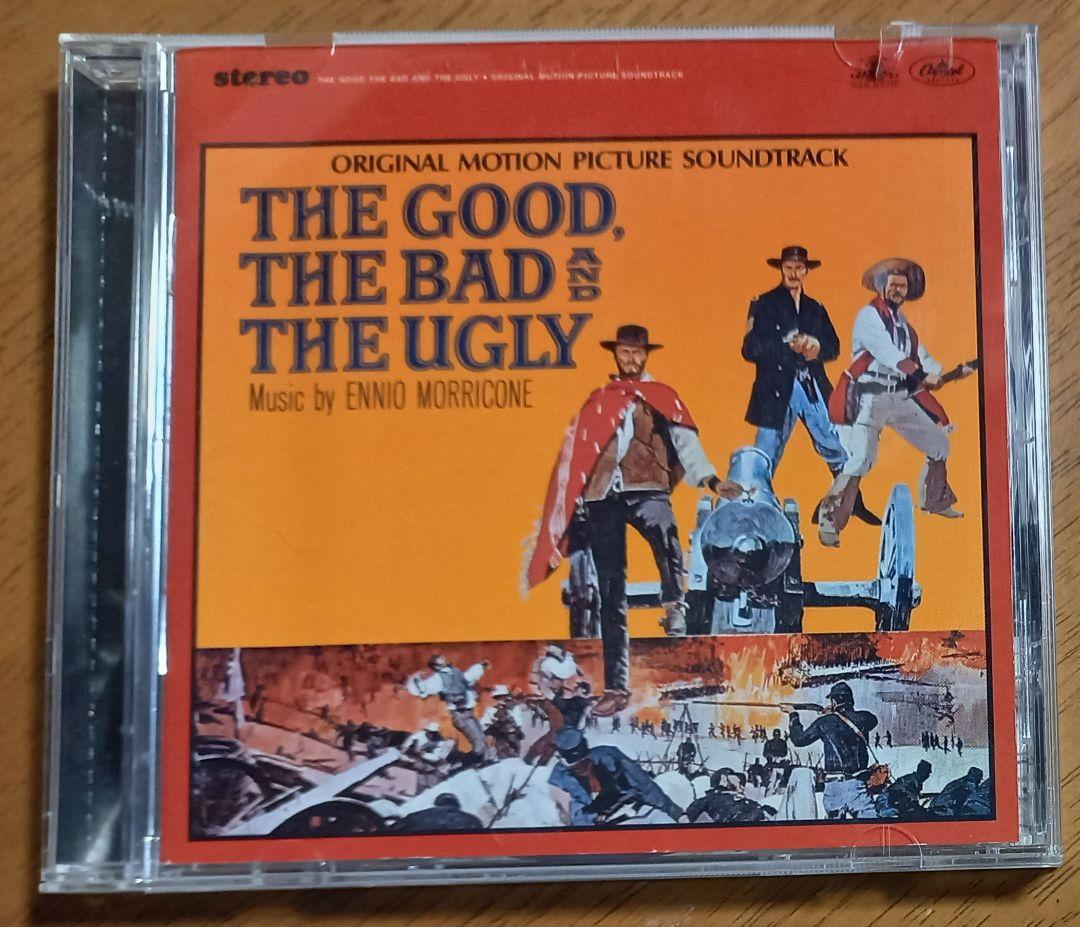 stereo THE GOOD THE BAD AND THE UGLY • ORIGINAL MOTION PICTURE SOUNDTRACK
Capitol
ORIGINAL MOTION PICTURE SOUNDTRACK
THE GOOD,
THE BAD AND
THE UGLY
Music by ENNIO MORRICONE